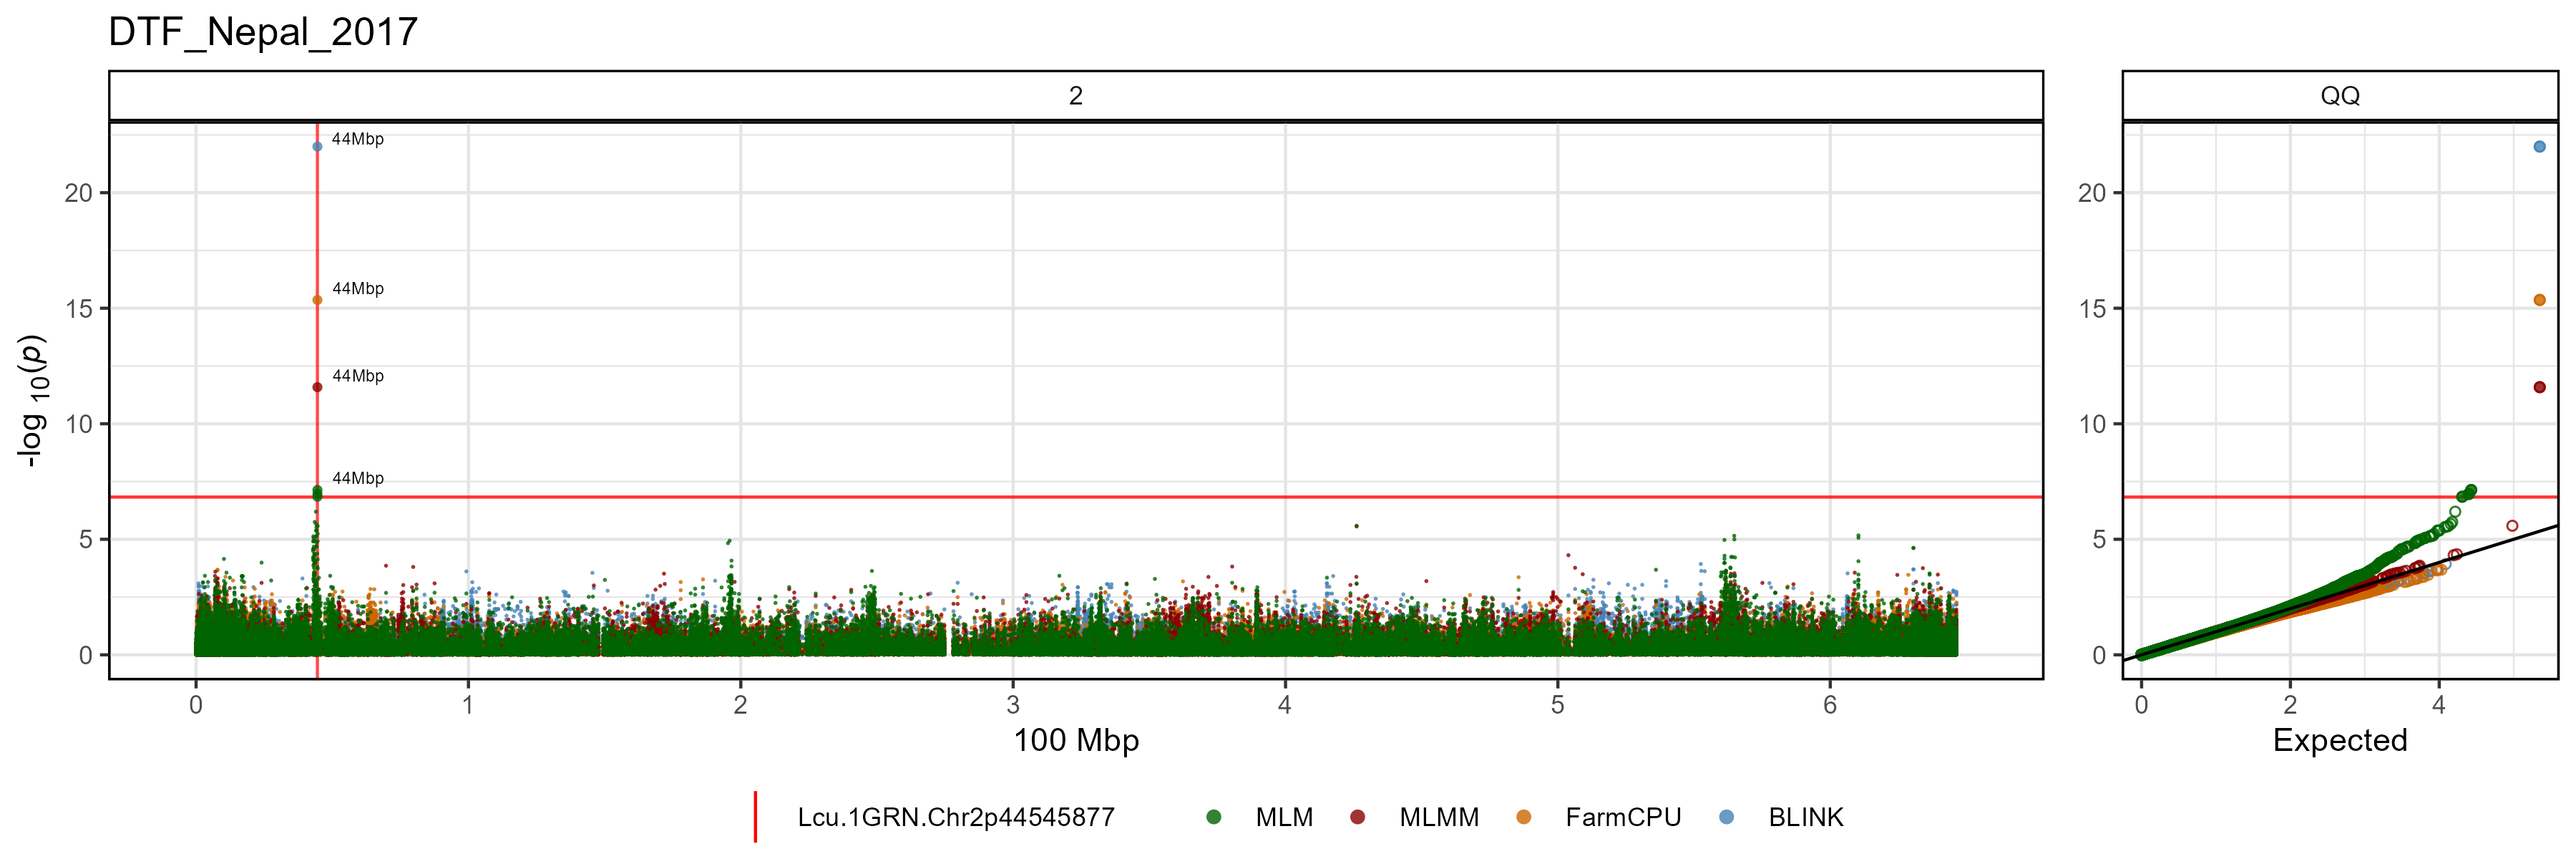 DTF_Nepal_2017
2
QQ
44Mbp
44Mbp
44Mbp
44Mbp
-log 10(p)
20
15
10
5
0
0 1 2 3 4 5 6
100 Mbp
20
15
10
5
0
0 2 4
Expected
Lcu.1GRN.Chr2p44545877 MLM MLMM FarmCPU BLINK